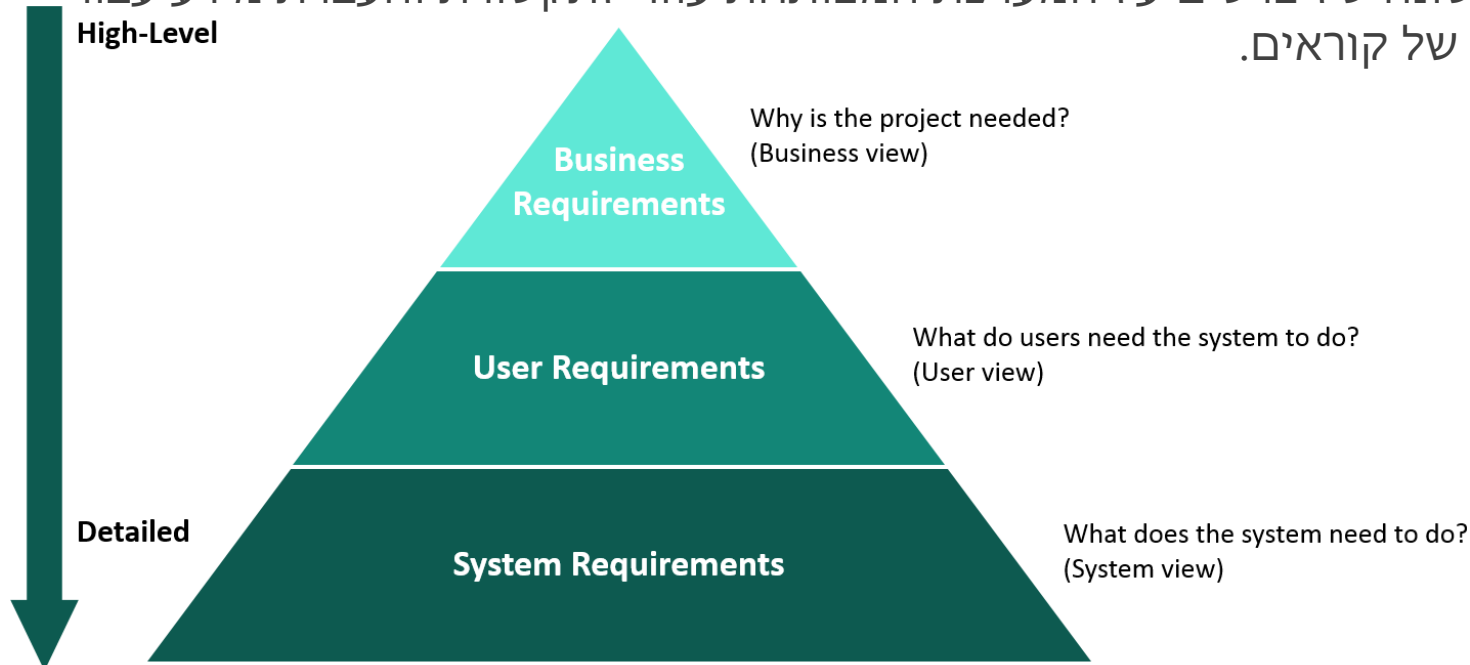 של קוראים.
High-Level
Why is the project needed?
(Business view)
Business
Requirements
What do users need the system to do?
(User view)
User Requirements
Detailed
What does the system need to do?
(System view)
System Requirements